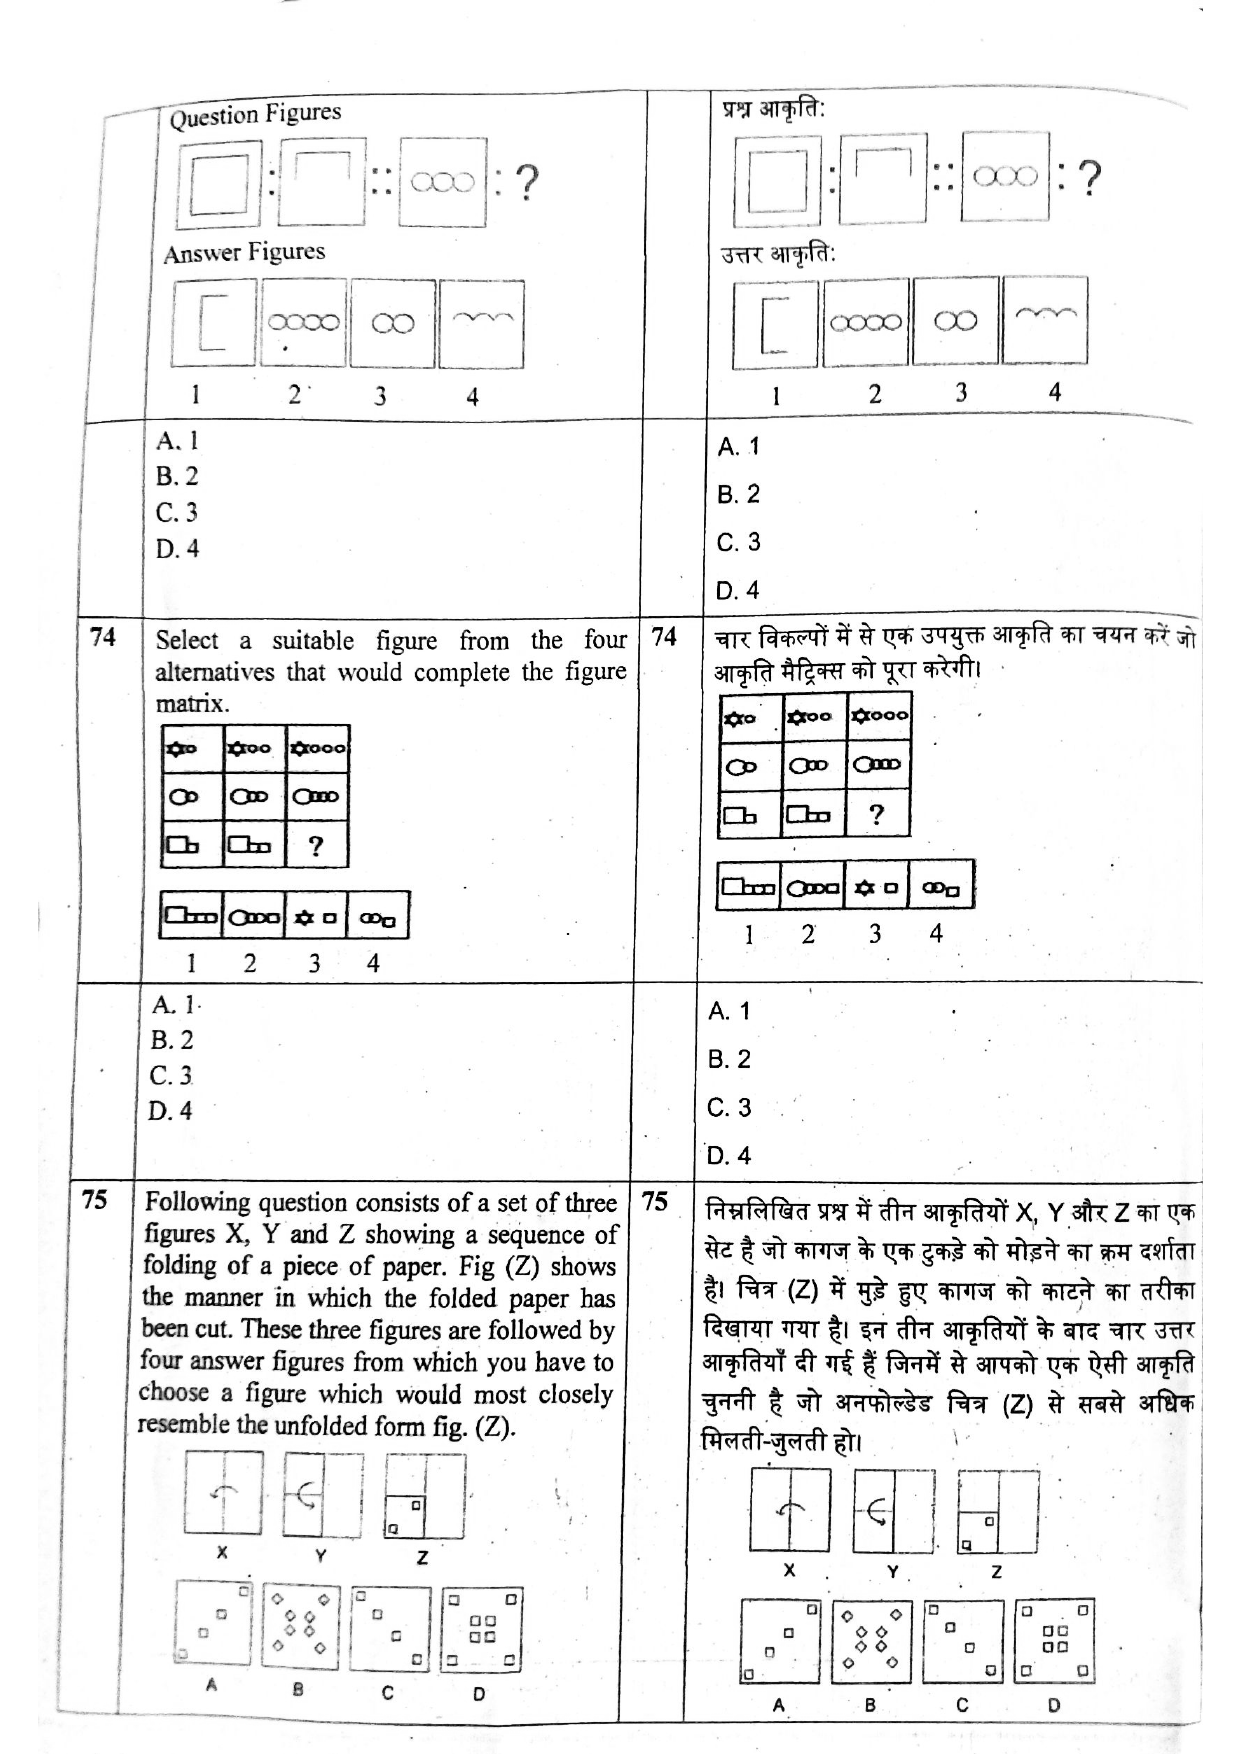 Question Figures
: :: : ?
Answer Figures
1 2 3 4
प्रश्न आकृति:
: :: : ?
उत्तर आकृति:
1 2 3 4
A. 1
B. 2
C. 3
D. 4
A. 1
B. 2
C. 3
D. 4
74
Select a suitable figure from the four
alternatives that would complete the figure
matrix.
?
1 2 3 4
74
चार विकल्पों में से एक उपयुक्त आकृति का चयन करें जो
आकृति मैट्रिक्स को पूरा करेगी।
?
1 2 3 4
A. 1
B. 2
C. 3
D. 4
A. 1
B. 2
C. 3
D. 4
75
Following question consists of a set of three
figures X, Y and Z showing a sequence of
folding of a piece of paper. Fig (Z) shows
the manner in which the folded paper has
been cut. These three figures are followed by
four answer figures from which you have to
choose a figure which would most closely
resemble the unfolded form fig. (Z).
X Y Z
A B C D
75
निम्नलिखित प्रश्न में तीन आकृतियों X, Y और Z का एक
सेट है जो कागज के एक टुकड़े को मोड़ने का क्रम दर्शाता
है। चित्र (Z) में मुड़े हुए कागज को काटने का तरीका
दिखाया गया है। इन तीन आकृतियों के बाद चार उत्तर
आकृतियाँ दी गई हैं जिनमें से आपको एक ऐसी आकृति
चुननी है जो अनफोल्डेड चित्र (Z) से सबसे अधिक
मिलती-जुलती हो।
X Y Z
A B C D